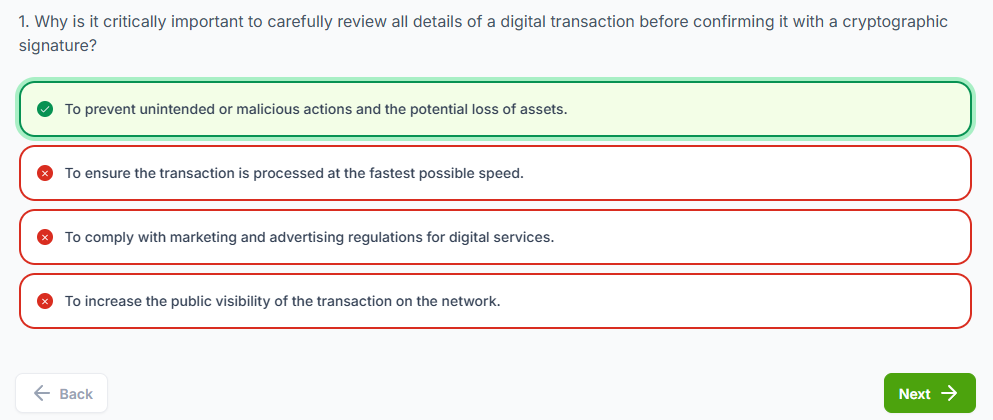 1. Why is it critically important to carefully review all details of a digital transaction before confirming it with a cryptographic
signature?
To prevent unintended or malicious actions and the potential loss of assets.
To ensure the transaction is processed at the fastest possible speed.
To comply with marketing and advertising regulations for digital services.
To increase the public visibility of the transaction on the network.
Back
Next